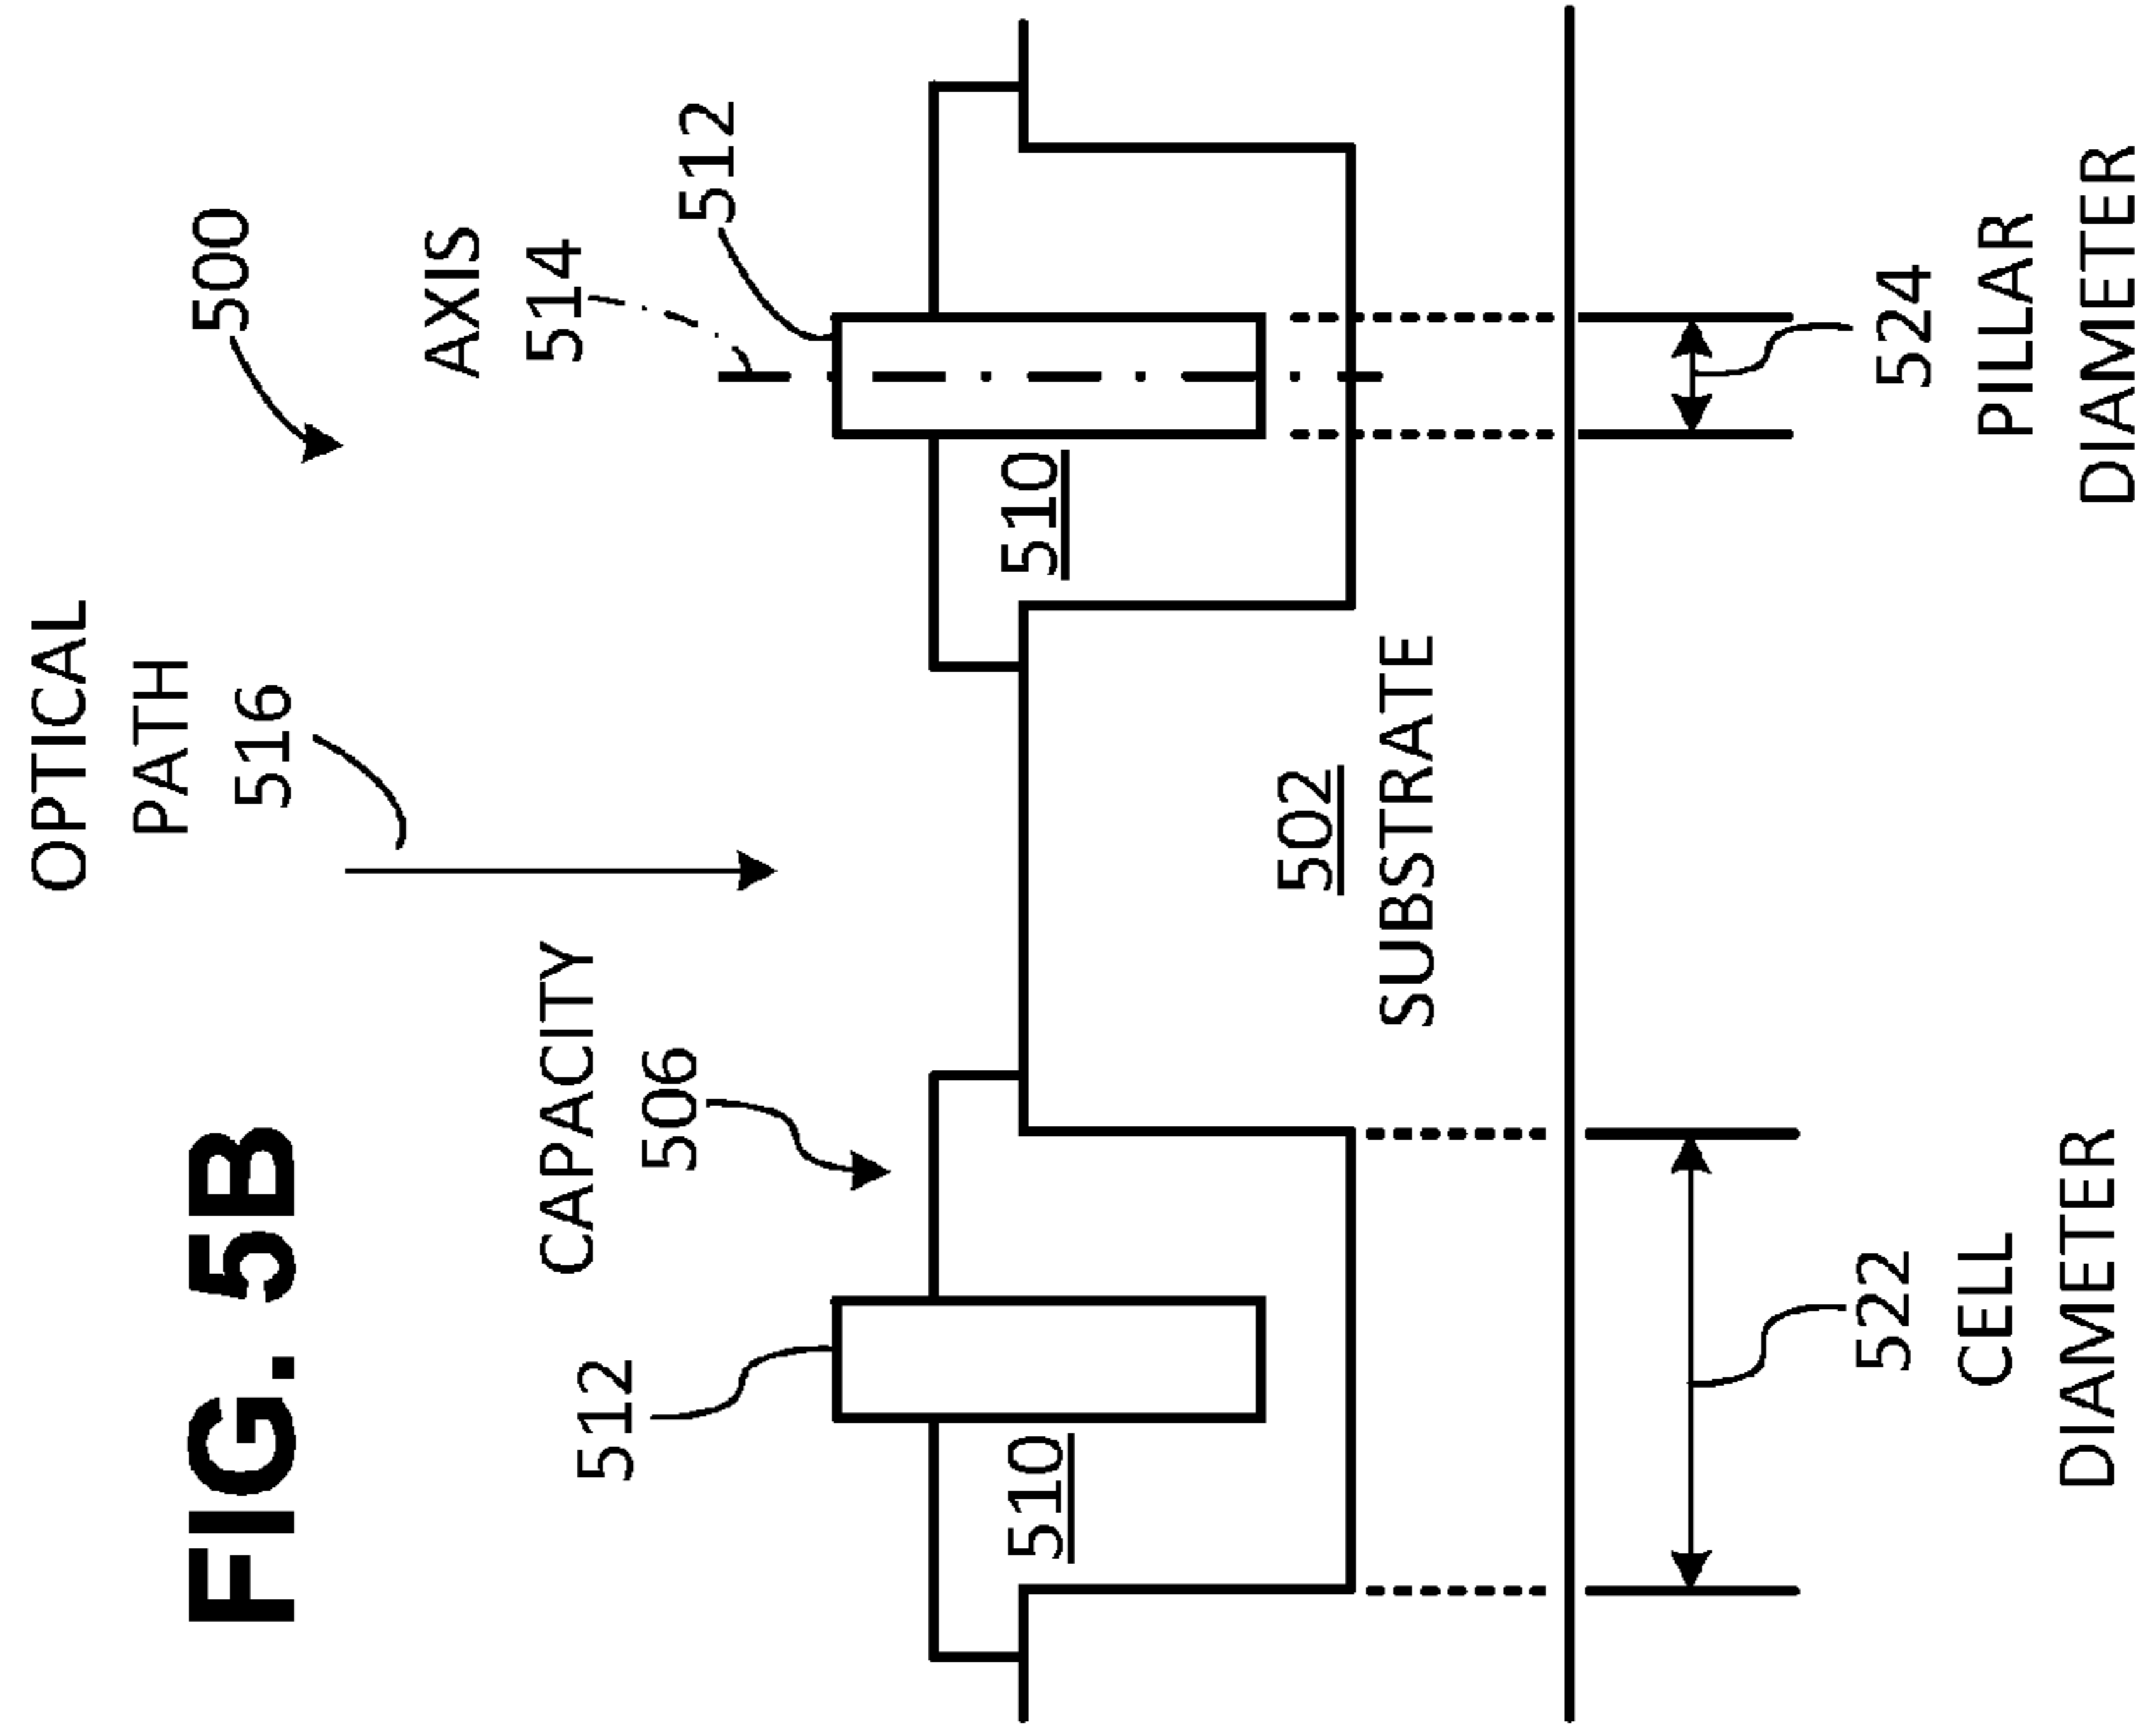 FIG. 5B
OPTICAL
PATH
516
500
CAPACITY
506
AXIS
514
512
512
510
510
502
SUBSTRATE
522
CELL
DIAMETER
524
PILLAR
DIAMETER